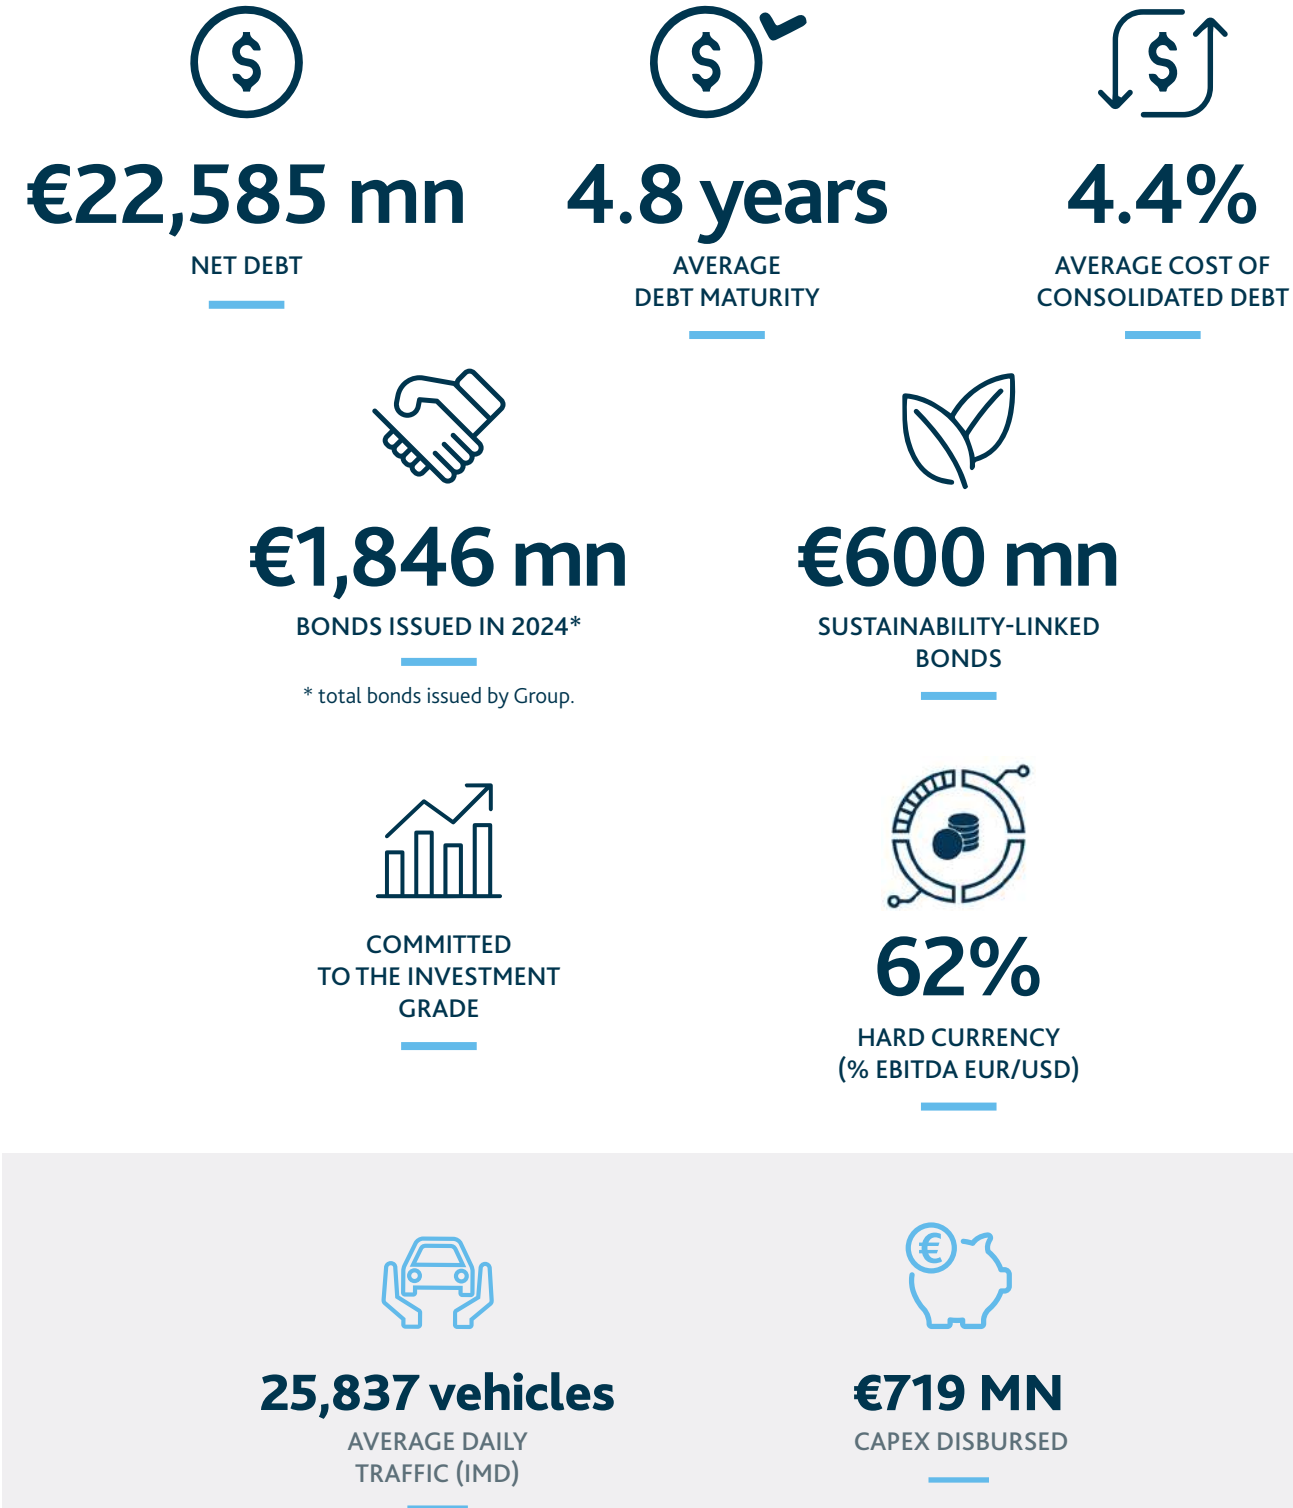 €22,585 mn
NET DEBT
4.8 years
AVERAGE
DEBT MATURITY
4.4%
AVERAGE COST OF
CONSOLIDATED DEBT
€1,846 mn
BONDS ISSUED IN 2024*
* total bonds issued by Group.
€600 mn
SUSTAINABILITY-LINKED
BONDS
COMMITTED
TO THE INVESTMENT
GRADE
62%
HARD CURRENCY
(% EBITDA EUR/USD)
25,837 vehicles
AVERAGE DAILY
TRAFFIC (IMD)
€719 MN
CAPEX DISBURSED